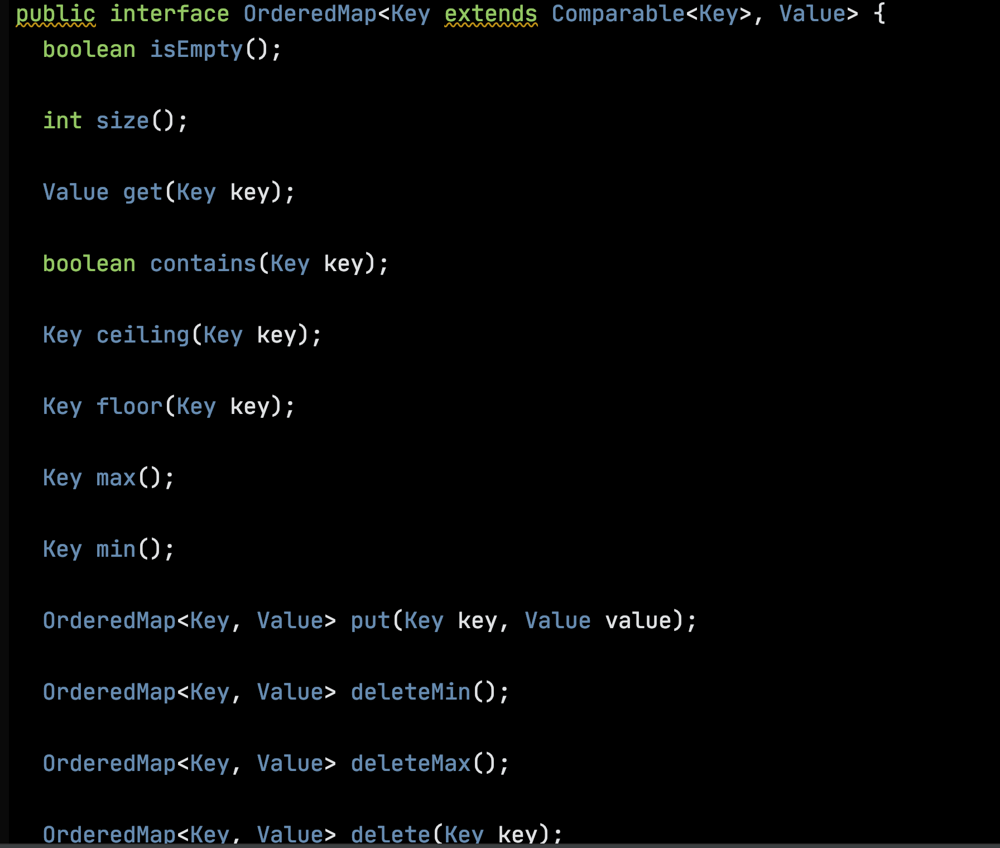 public interface OrderedMap<Key extends Comparable<Key>, Value> {
boolean isEmpty();
int size();
Value get(Key key);
boolean contains(Key key);
Key ceiling(Key key);
Key floor(Key key);
Key max();
Key min();
OrderedMap<Key, Value> put(Key key, Value value);
OrderedMap<Key, Value> deleteMin();
OrderedMap<Key, Value> deleteMax();
OrderedMap<Key, Value> delete(Key key);